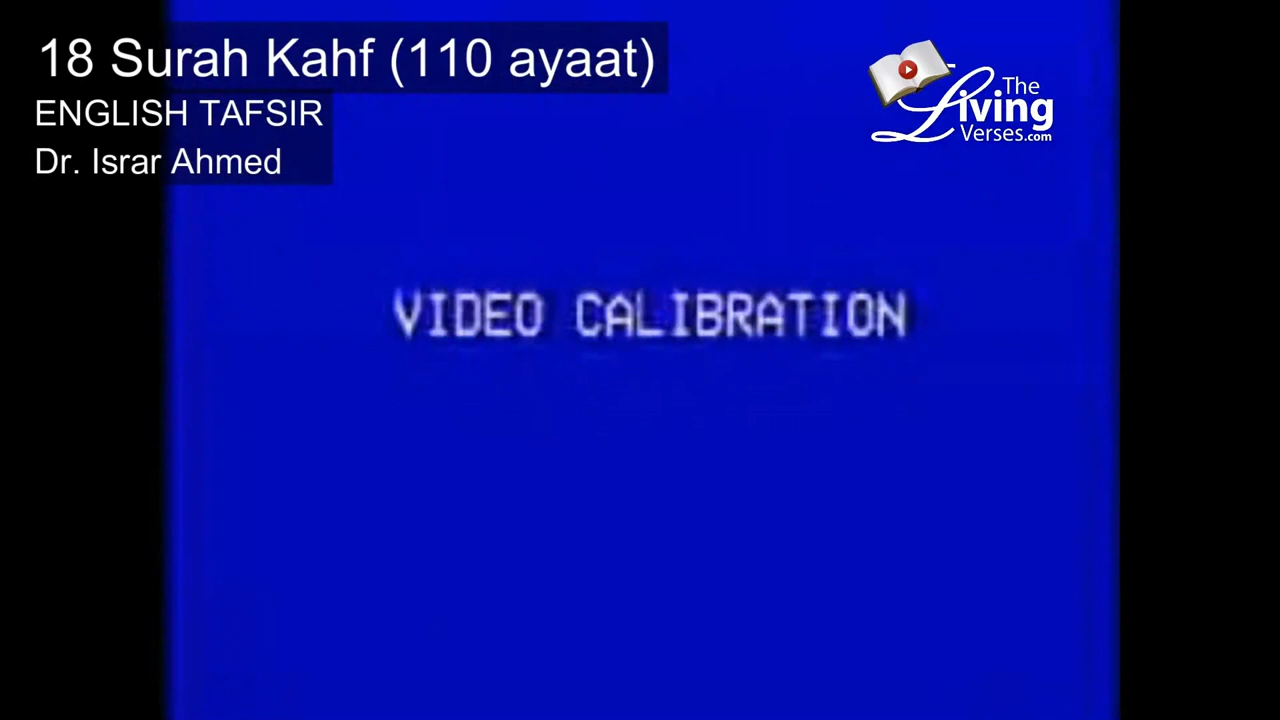 18 Surah Kahf (110 ayaat)
ENGLISH TAFSIR
Dr. Israr Ahmed
The
Living
Verses.com
VIDEO CALIBRATION